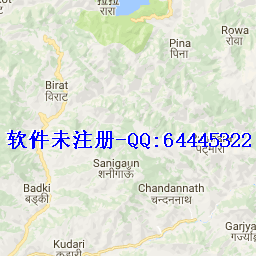 रारा
Rowa
रोवा
Pina
पिना
Birat
विराट
软件未注册-QQ:64445322
Sanigaun
शनीगाऊँ
Badki
बड्की
Chandannath
चन्दननाथ
Garjya
Kudari